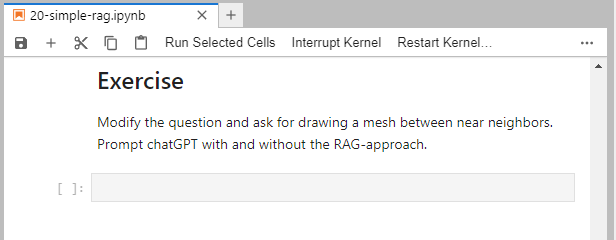 20-simple-rag.ipynb
Run Selected Cells Interrupt Kernel Restart Kernel…
Exercise
Modify the question and ask for drawing a mesh between near neighbors.
Prompt chatGPT with and without the RAG-approach.
[ ]: